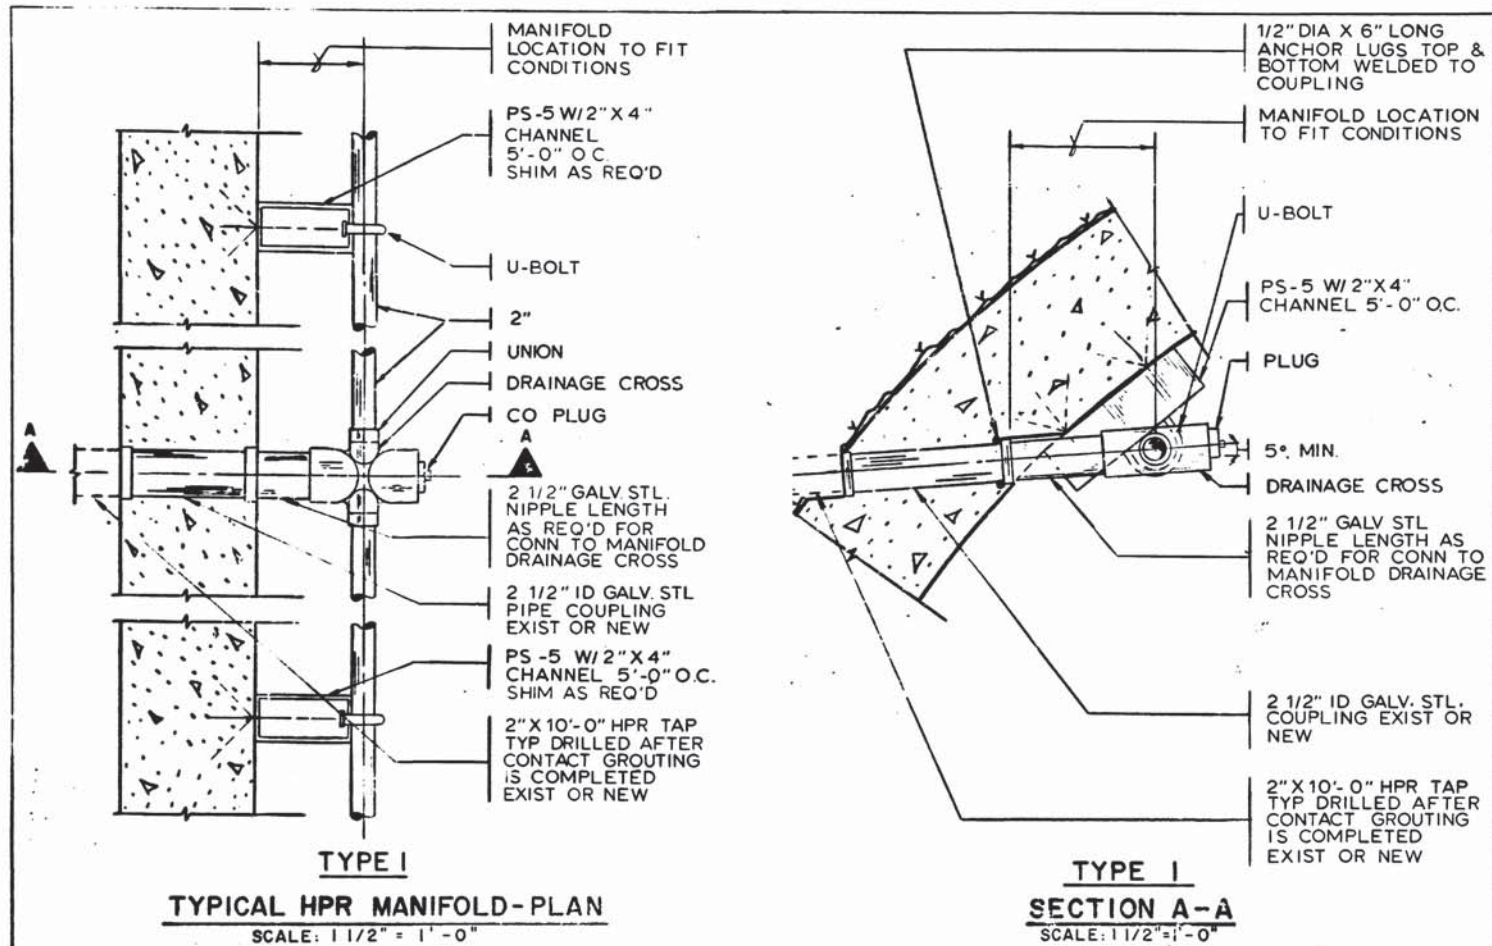 MANIFOLD
LOCATION TO FIT
CONDITIONS
PS-5 W/2" X 4"
CHANNEL
5'-0" O.C.
SHIM AS REQ'D
U-BOLT
2"
UNION
DRAINAGE CROSS
CO PLUG
A
A
2 1/2" GALV. STL.
NIPPLE LENGTH
AS REQ'D FOR
CONN TO MANIFOLD
DRAINAGE CROSS
2 1/2" ID GALV. STL
PIPE COUPLING
EXIST OR NEW
PS-5 W/ 2" X 4"
CHANNEL 5'-0" O.C.
SHIM AS REQ'D
2" X 10'-0" HPR TAP
TYP DRILLED AFTER
CONTACT GROUTING
IS COMPLETED
EXIST OR NEW
TYPE I
TYPICAL HPR MANIFOLD-PLAN
SCALE: 1 1/2" = 1'-0"
1/2" DIA X 6" LONG
ANCHOR LUGS TOP &
BOTTOM WELDED TO
COUPLING
MANIFOLD LOCATION
TO FIT CONDITIONS
U-BOLT
PS-5 W/ 2" X 4"
CHANNEL 5'-0" O.C.
PLUG
5°. MIN.
DRAINAGE CROSS
2 1/2" GALV STL
NIPPLE LENGTH AS
REQ'D FOR CONN TO
MANIFOLD DRAINAGE
CROSS
2 1/2" ID GALV. STL.
COUPLING EXIST OR
NEW
2" X 10'-0" HPR TAP
TYP DRILLED AFTER
CONTACT GROUTING
IS COMPLETED
EXIST OR NEW
TYPE I
SECTION A-A
SCALE: 1 1/2" = 1'-0"